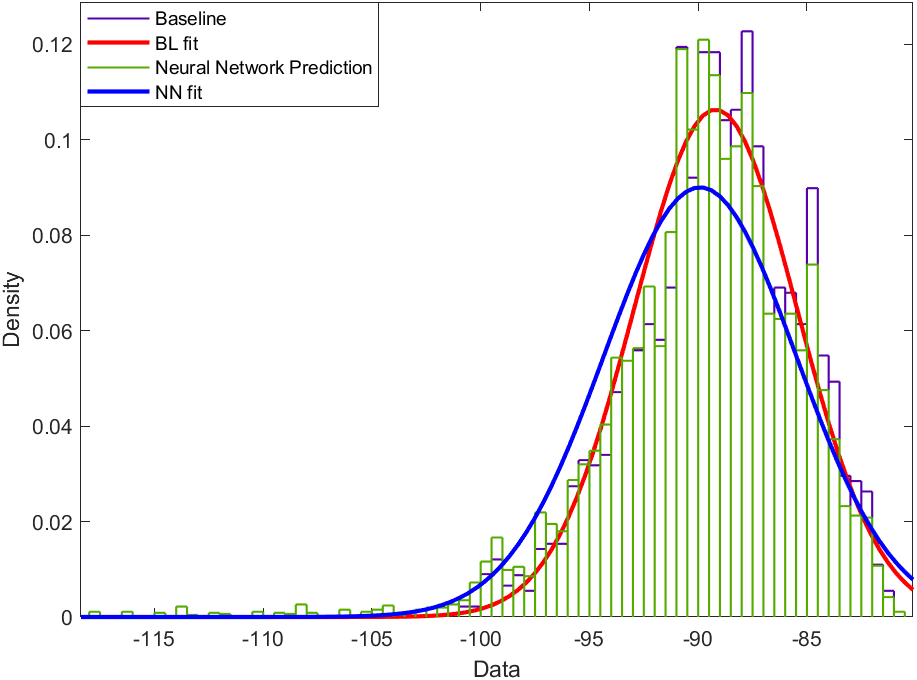 Baseline
BL fit
Neural Network Prediction
NN fit
0.12
0.1
0.08
0.06
0.04
0.02
0
Density
-115
-110
-105
-100
-95
-90
-85
Data